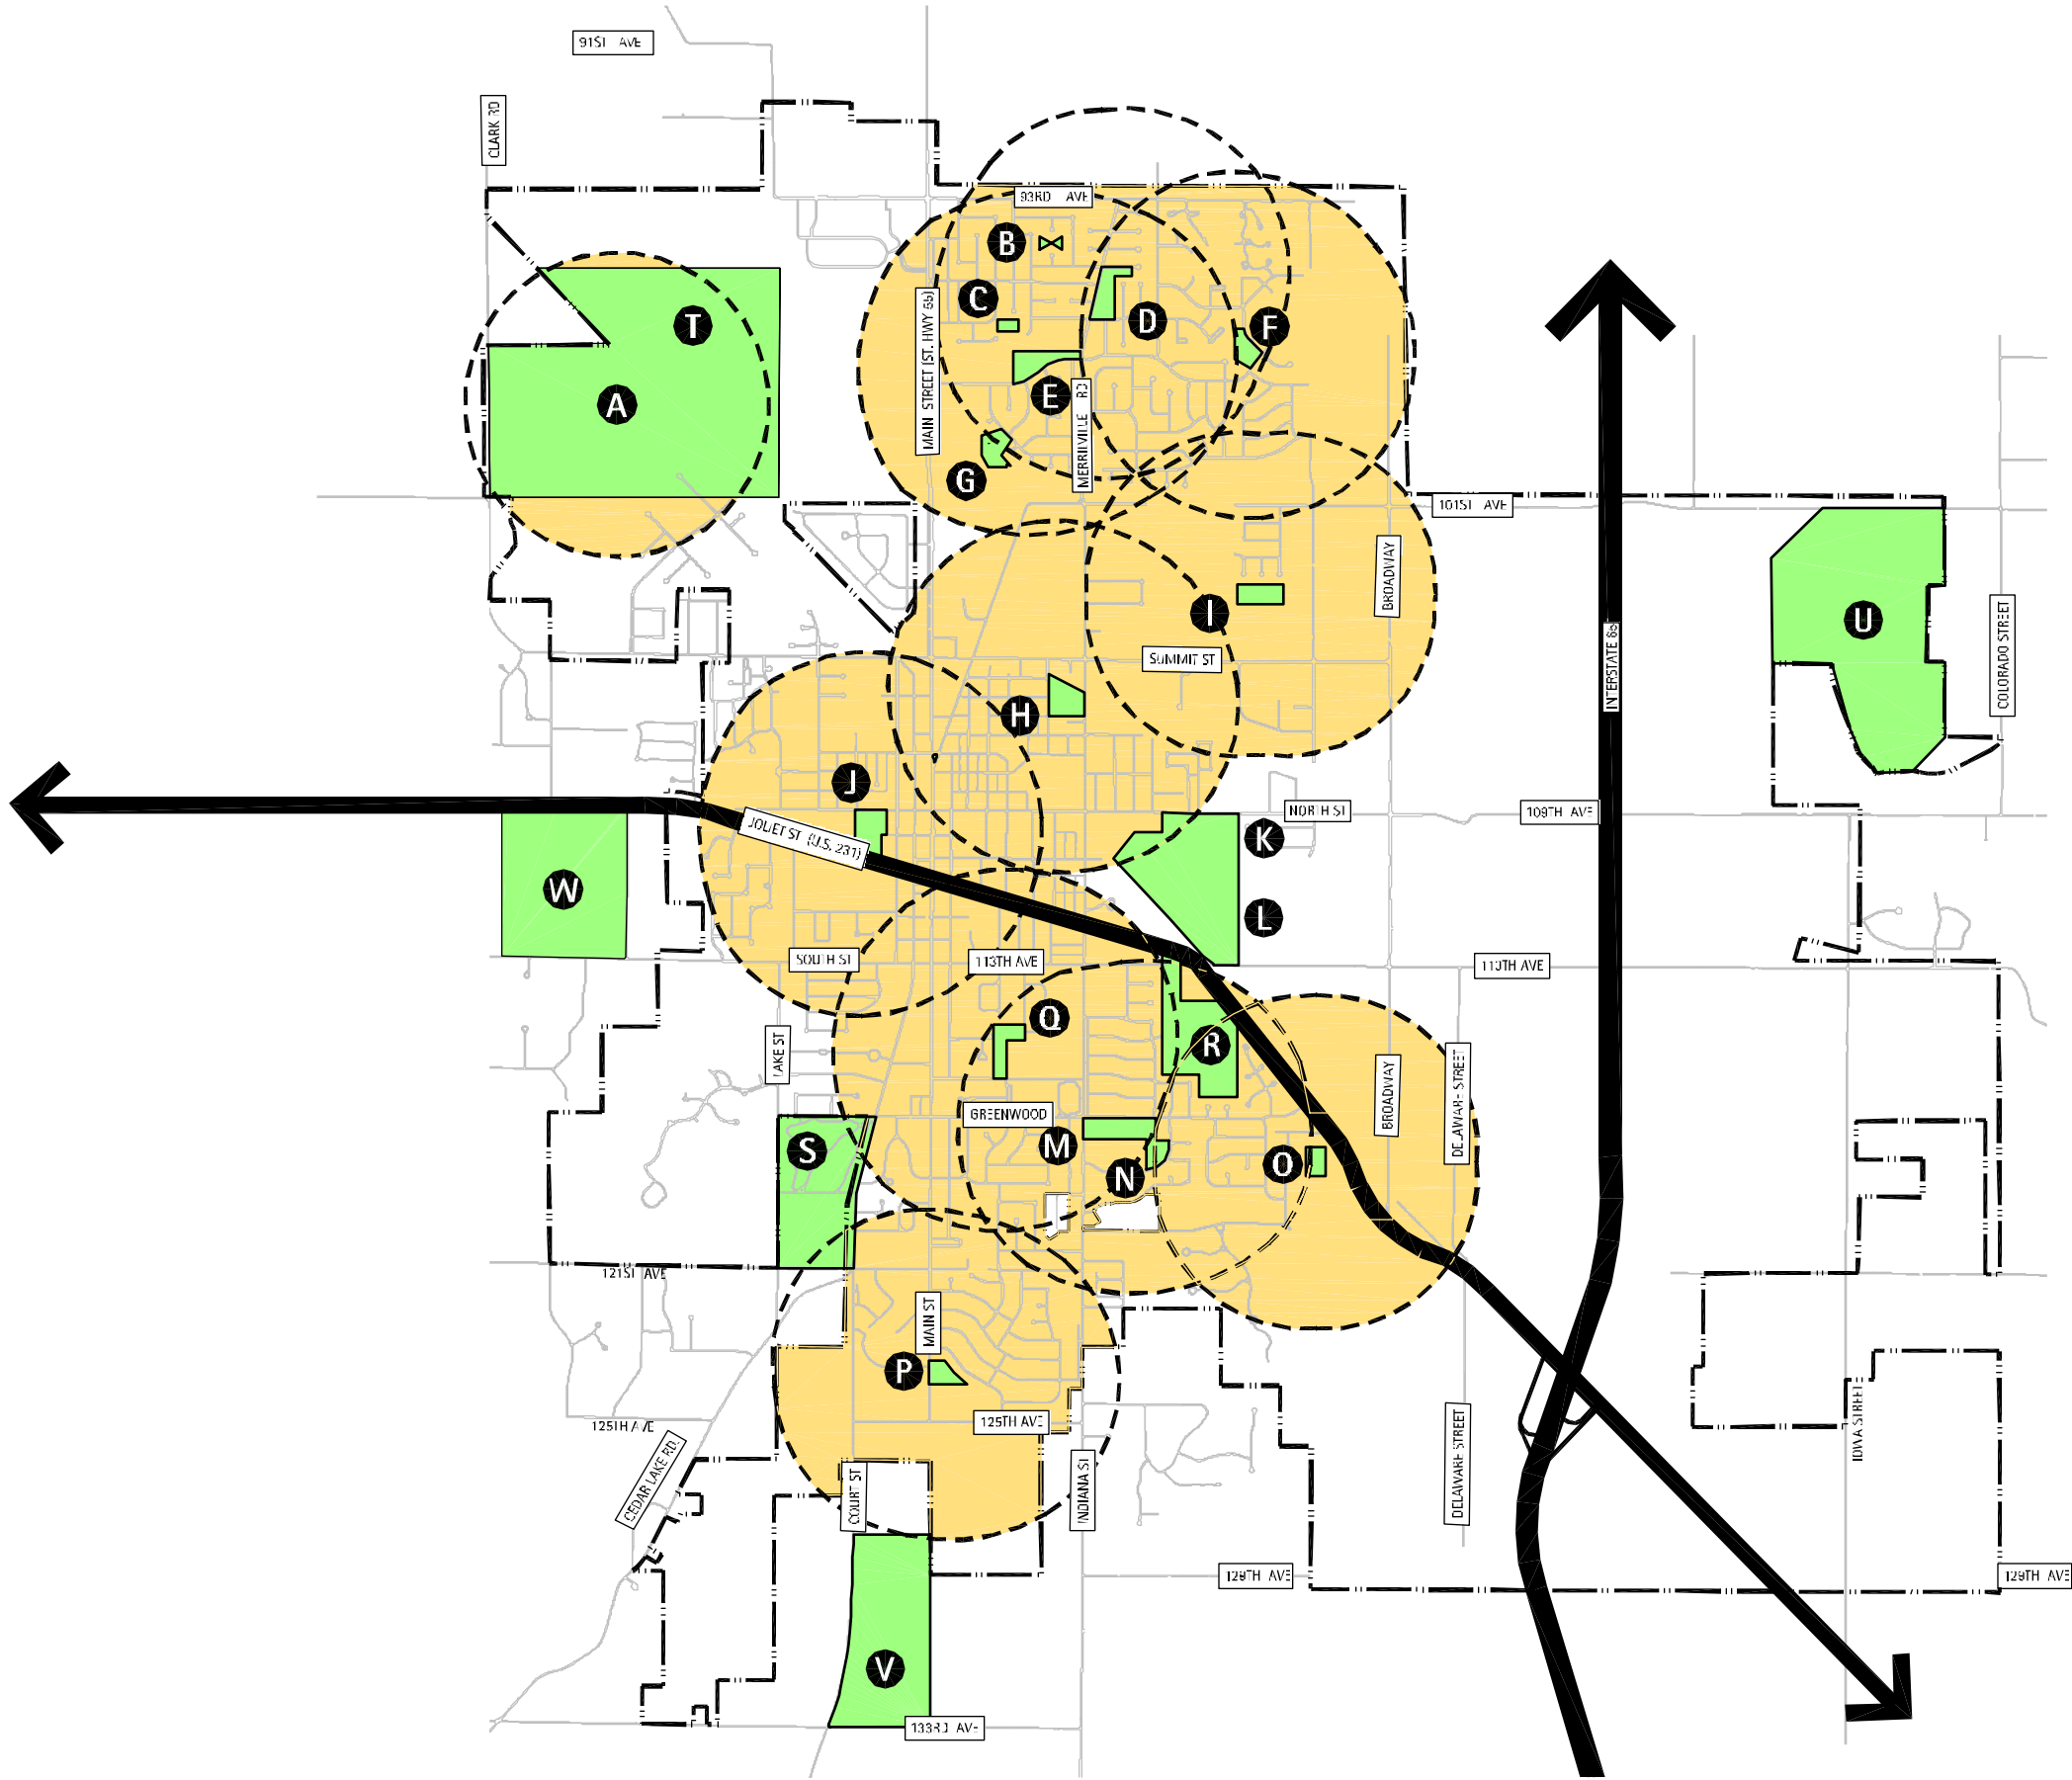 91ST AVE
CLARK RD
93RD AVE
B
C
T
MAIN STREET (ST. HWY 55)
D
F
A
E
MERRILLVILLE RD
G
101ST AVE
BROADWAY
I
U
COLORADO STREET
SUMMIT ST
INTERSTATE 65
H
J
NORTH ST
109TH AVE
JOLIET ST (U.S. 231)
K
W
L
SOUTH ST
113TH AVE
113TH AVE
Q
LAKE ST
R
BROADWAY
DELAWARE STREET
GREENWOOD
S
M
O
N
121ST AVE
MAIN ST
P
125TH AVE
125TH AVE
IOWA STREET
CEDAR LAKE RD.
COURT ST
INDIANA ST
DELAWARE STREET
129TH AVE
129TH AVE
V
133RD AVE